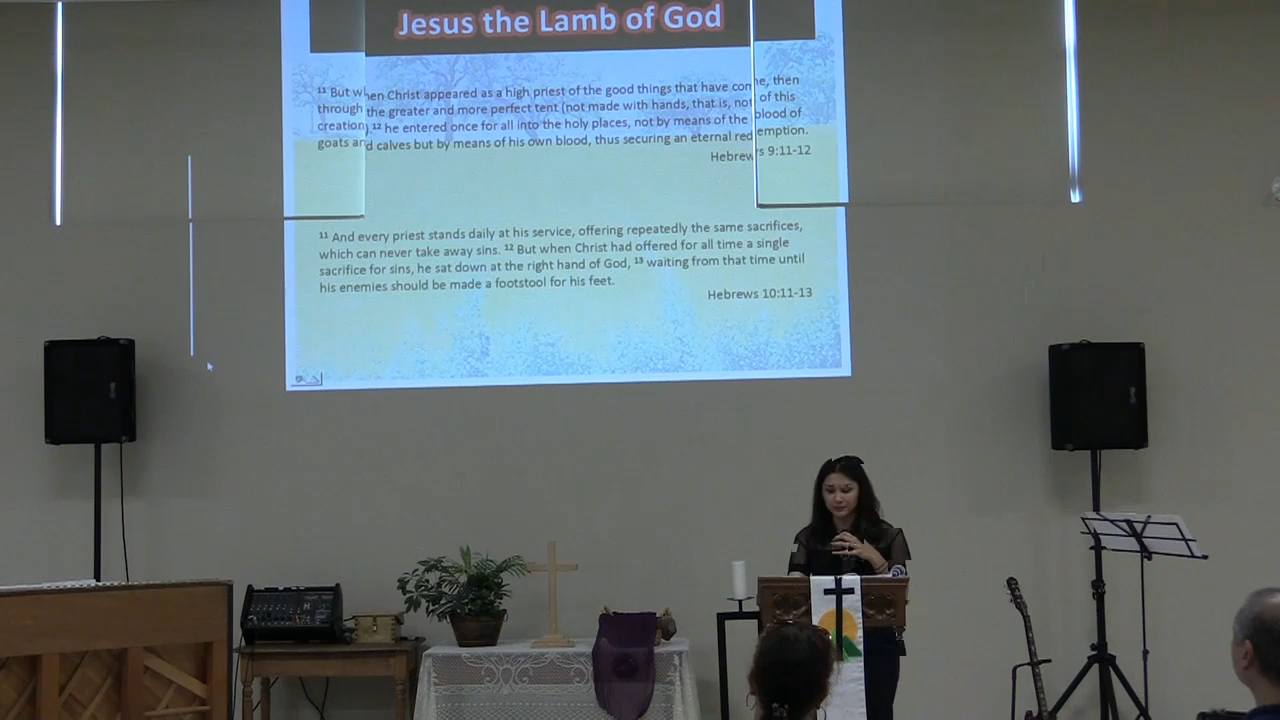 Jesus the Lamb of God
¹¹ But when Christ appeared as a high priest of the good things that have come, then
through the greater and more perfect tent (not made with hands, that is, not of this
creation) ¹² he entered once for all into the holy places, not by means of the blood of
goats and calves but by means of his own blood, thus securing an eternal redemption.
Hebrews 9:11-12
¹¹ And every priest stands daily at his service, offering repeatedly the same sacrifices,
which can never take away sins. ¹² But when Christ had offered for all time a single
sacrifice for sins, he sat down at the right hand of God, ¹³ waiting from that time until
his enemies should be made a footstool for his feet.
Hebrews 10:11-13